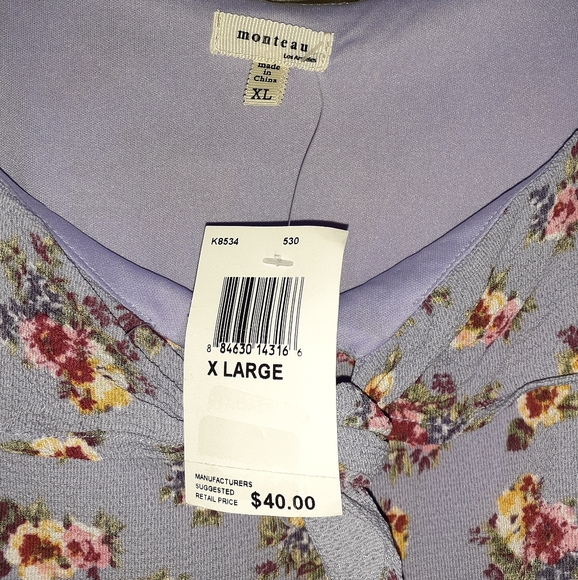 monteau
Los Angeles
made
in
China
XL
K8534 530
8 84630 14316 6
X LARGE
MANUFACTURERS
SUGGESTED
RETAIL PRICE $40.00